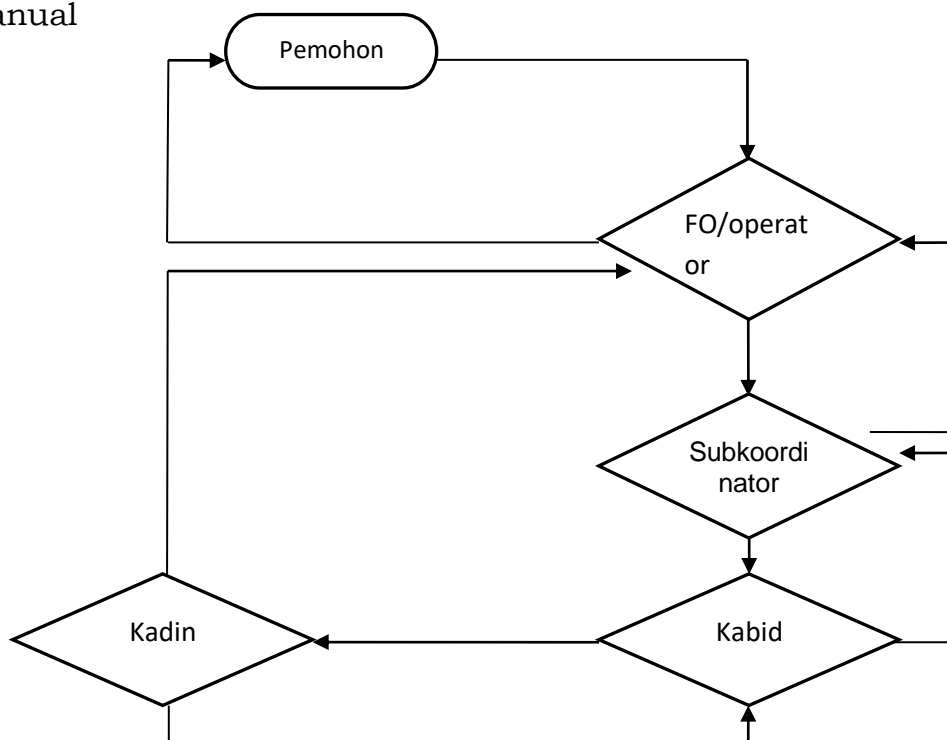 anual
Pemohon
FO/operat
or
Subkoordi
nator
Kadin
Kabid